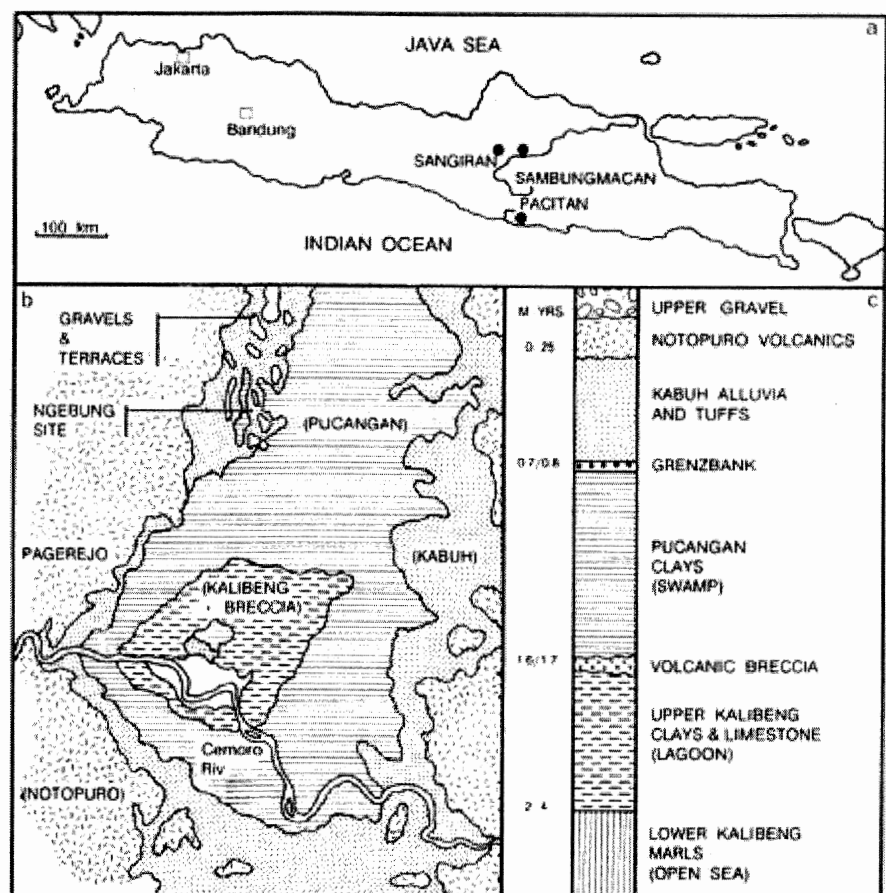 a
JAVA SEA
Jakarta
Bandung
SANGIRAN
SAMBUNGMACAN
PACITAN
100 km
INDIAN OCEAN
b
GRAVELS
&
TERRACES
NGEBUNG
SITE
(PUCANGAN)
PAGEREJO
(KABUH)
(KALIBENG
BRECCIA)
Cemoro
Riv
(NOTOPURO)
c
M YRS
UPPER GRAVEL
NOTOPURO VOLCANICS
0 25
KABUH ALLUVIA
AND TUFFS
0 7/0 8
GRENZBANK
PUCANGAN
CLAYS
(SWAMP)
1 6/1 7
VOLCANIC BRECCIA
UPPER KALIBENG
CLAYS & LIMESTONE
(LAGOON)
2 4
LOWER KALIBENG
MARLS
(OPEN SEA)